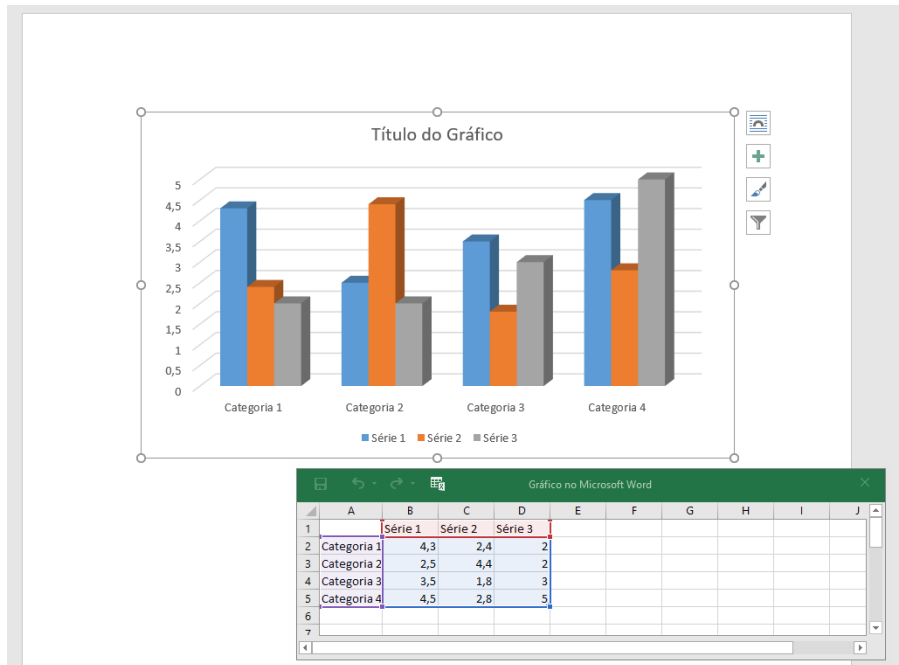 Título do Gráfico
5
4,5
4
3,5
3
2,5
2
1,5
1
0,5
0
Categoria 1 Categoria 2 Categoria 3 Categoria 4
Série 1 Série 2 Série 3
Gráfico no Microsoft Word
A B C D E F G H I J
1 Série 1 Série 2 Série 3
2 Categoria 1 4,3 2,4 2
3 Categoria 2 2,5 4,4 2
4 Categoria 3 3,5 1,8 3
5 Categoria 4 4,5 2,8 5
6
7